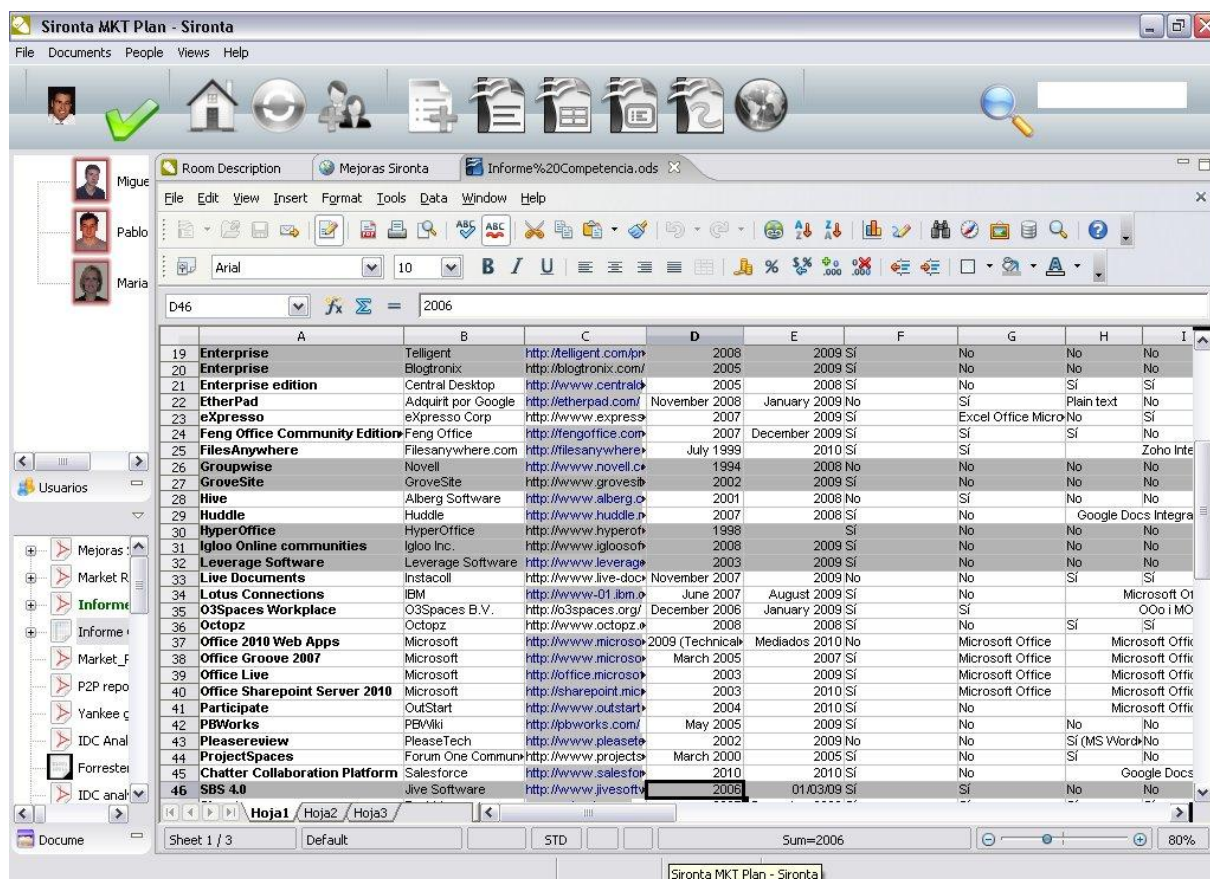 Sironta MKT Plan - Sironta
File Documents People Views Help
Migue
Pablo
Maria
Usuarios
Mejoras
Market R
Informe
Informe
Market_
P2P repo
Yankee
IDC Anal
Forrester
IDC anal
Docume
Room Description Mejoras Sironta Informe%20Competencia.ods
File Edit View Insert Format Tools Data Window Help
Arial 10
D46 2006
A B C D E F G H I
19 Enterprise Telligent http://telligent.com/pr 2008 2009 Sí No No No
20 Enterprise Blogtronix http://blogtronix.com/ 2005 2009 Sí No No No
21 Enterprise edition Central Desktop http://www.centrald 2005 2008 Sí No Sí Sí
22 EtherPad Adquirit por Google http://etherpad.com/ November 2008 January 2009 No Sí Plain text No
23 eXpresso eXpresso Corp http://www.express 2007 2009 Sí Excel Office Micro No Sí
24 Feng Office Community Edition Feng Office http://fengoffice.com 2007 December 2009 Sí Sí Sí No
25 FilesAnywhere Filesanywhere.com http://filesanywhere July 1999 2010 Sí Sí Zoho Inte
26 Groupwise Novell http://www.novell.c 1994 2008 No No No No
27 GroveSite GroveSite http://www.grovesit 2002 2009 Sí No No No
28 Hive Alberg Software http://www.alberg.c 2001 2008 No Sí No No
29 Huddle Huddle http://www.huddle.n 2007 2008 Sí No Google Docs Integra
30 HyperOffice HyperOffice http://www.hyperof 1998 Sí No No No
31 Igloo Online communities Igloo Inc. http://www.igloosof 2008 2009 Sí No No No
32 Leverage Software Leverage Software http://www.leverage 2003 2009 Sí No No No
33 Live Documents Instacoll http://www.live-doc November 2007 2009 No No Sí Sí
34 Lotus Connections IBM http://www-01.ibm.c June 2007 August 2009 Sí No Microsoft Of
35 O3Spaces Workplace O3Spaces B.V. http://o3spaces.org/ December 2006 January 2009 Sí Sí OOo i MO
36 Octopz Octopz http://www.octopz. 2008 2008 Sí No Sí Sí
37 Office 2010 Web Apps Microsoft http://www.microso 2009 (Technical Mediados 2010 No Microsoft Office Microsoft Offic
38 Office Groove 2007 Microsoft http://www.microso March 2005 2007 Sí Microsoft Office Microsoft Offic
39 Office Live Microsoft http://office.microso 2003 2009 Sí Microsoft Office Microsoft Offic
40 Office Sharepoint Server 2010 Microsoft http://sharepoint.mic 2003 2010 Sí Microsoft Office Microsoft Offic
41 Participate OutStart http://www.outstart 2004 2010 Sí No Microsoft Offic
42 PBWorks PBWiki http://pbworks.com/ May 2005 2009 Sí No No No
43 Pleasereview PleaseTech http://www.pleasete 2002 2009 No No Sí (MS Word No
44 ProjectSpaces Forum One Commun http://www.projects March 2000 2005 Sí No No No
45 Chatter Collaboration Platform Salesforce http://www.salesfor 2010 2010 Sí No Google Docs
46 SBS 4.0 Jive Software http://www.jivesoftw 2006 01/03/09 Sí No No No
Hoja1 Hoja2 Hoja3
Sheet 1 / 3 Default STD Sum=2006 80%
Sironta MKT Plan - Sironta